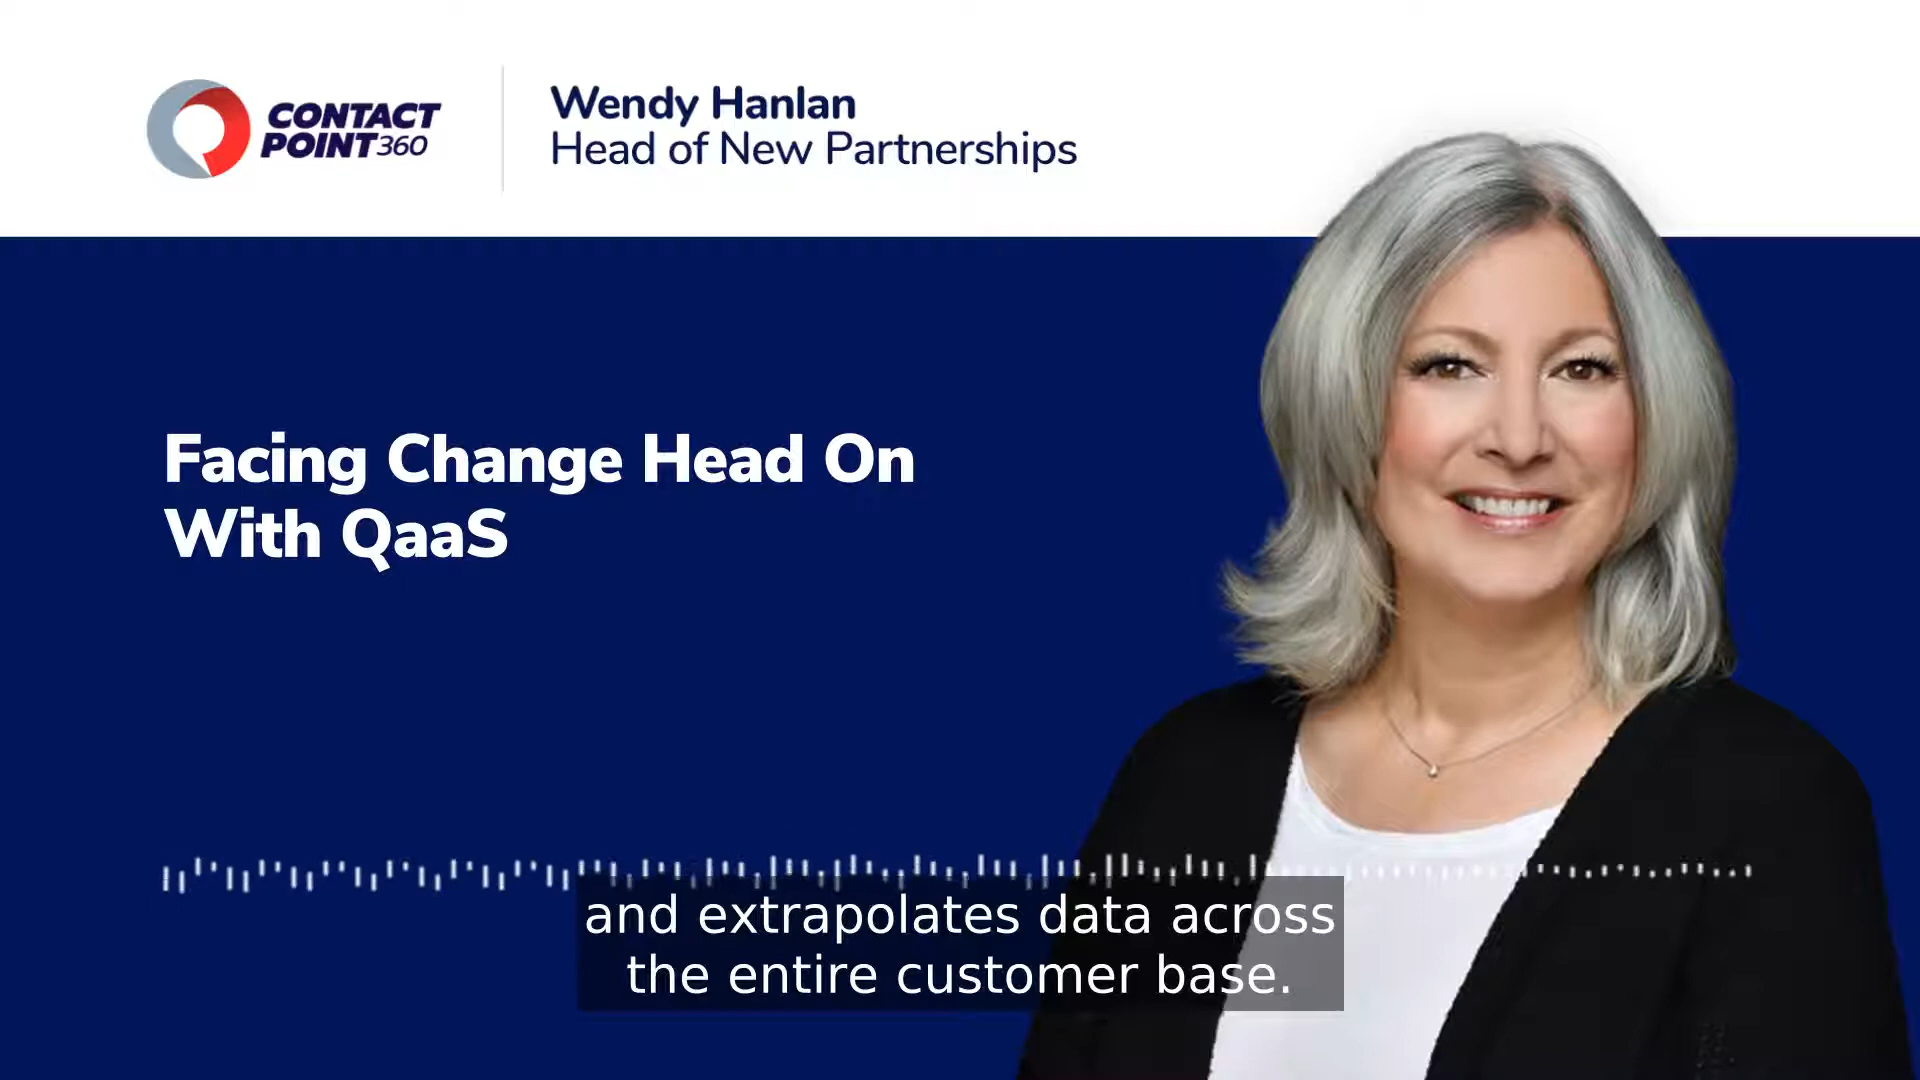 CONTACT
POINT360
Wendy Hanlan
Head of New Partnerships
Facing Change Head On
With QaaS
and extrapolates data across
the entire customer base.